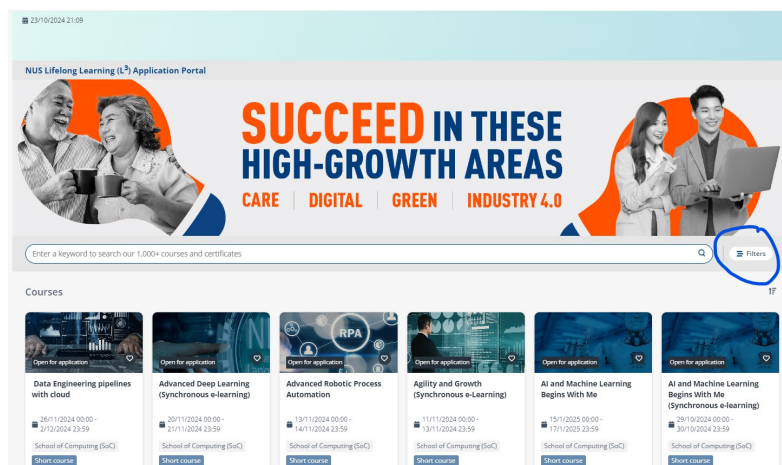 23/10/2024 21:09
NUS Lifelong Learning (L³) Application Portal
SUCCEED IN THESE
HIGH-GROWTH AREAS
CARE | DIGITAL | GREEN | INDUSTRY 4.0
Enter a keyword to search our 1,000+ courses and certificates
Filters
Courses
RPA
Open for application
Data Engineering pipelines
with cloud
26/11/2024 00:00 -
2/12/2024 23:59
School of Computing (SoC)
Short course
Open for application
Advanced Deep Learning
(Synchronous e-learning)
20/11/2024 00:00 -
21/11/2024 23:59
School of Computing (SoC)
Short course
Open for application
Advanced Robotic Process
Automation
13/11/2024 00:00 -
14/11/2024 23:59
School of Computing (SoC)
Short course
Open for application
Agility and Growth
(Synchronous e-Learning)
11/11/2024 00:00 -
13/11/2024 23:59
School of Computing (SoC)
Short course
Open for application
AI and Machine Learning
Begins With Me
15/1/2025 00:00 -
17/1/2025 23:59
School of Computing (SoC)
Short course
Open for application
AI and Machine Learning
Begins With Me
(Synchronous e-learning)
29/10/2024 00:00 -
30/10/2024 23:59
School of Computing (SoC)
Short course